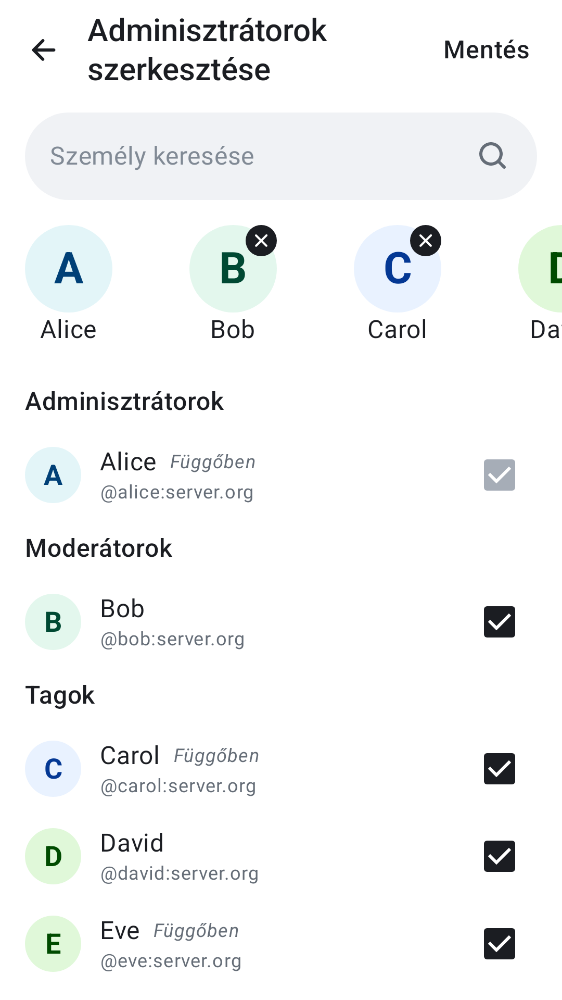 Adminisztrátorok
szerkesztése
Mentés
Személy keresése
A
B
C
D
Alice
Bob
Carol
Da
Adminisztrátorok
A
Alice Függőben
@alice:server.org
Moderátorok
B
Bob
@bob:server.org
Tagok
C
Carol Függőben
@carol:server.org
D
David
@david:server.org
E
Eve Függőben
@eve:server.org